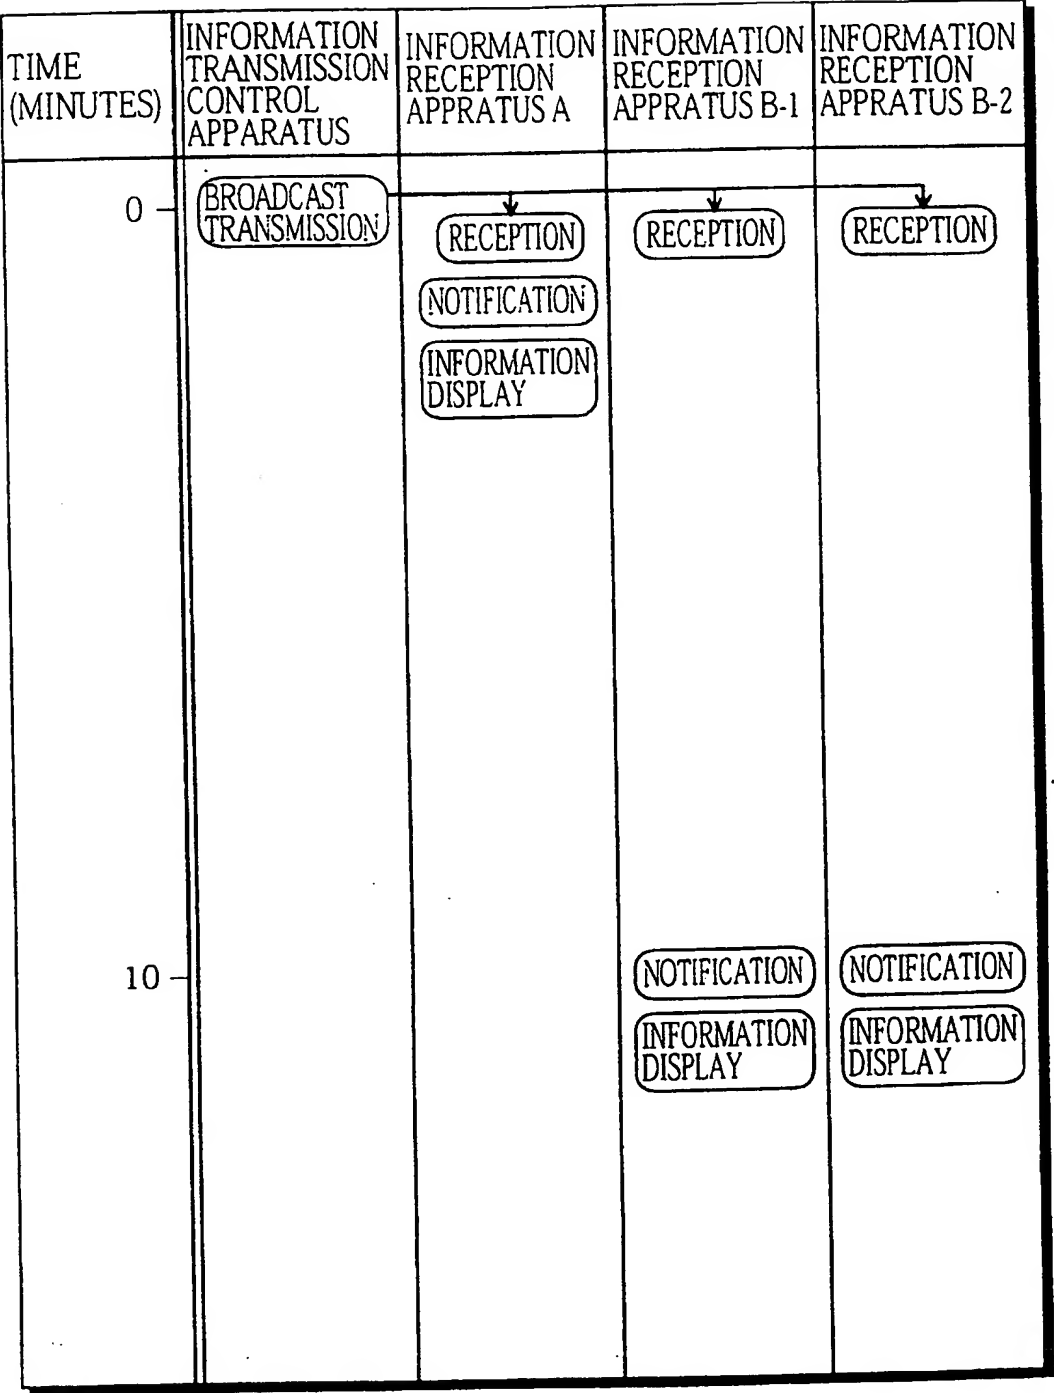 TIME
(MINUTES)
INFORMATION
TRANSMISSION
CONTROL
APPARATUS
INFORMATION
RECEPTION
APPRATUS A
INFORMATION
RECEPTION
APPRATUS B-1
INFORMATION
RECEPTION
APPRATUS B-2
0
BROADCAST
TRANSMISSION
RECEPTION
RECEPTION
RECEPTION
NOTIFICATION
INFORMATION
DISPLAY
10
NOTIFICATION
NOTIFICATION
INFORMATION
DISPLAY
INFORMATION
DISPLAY